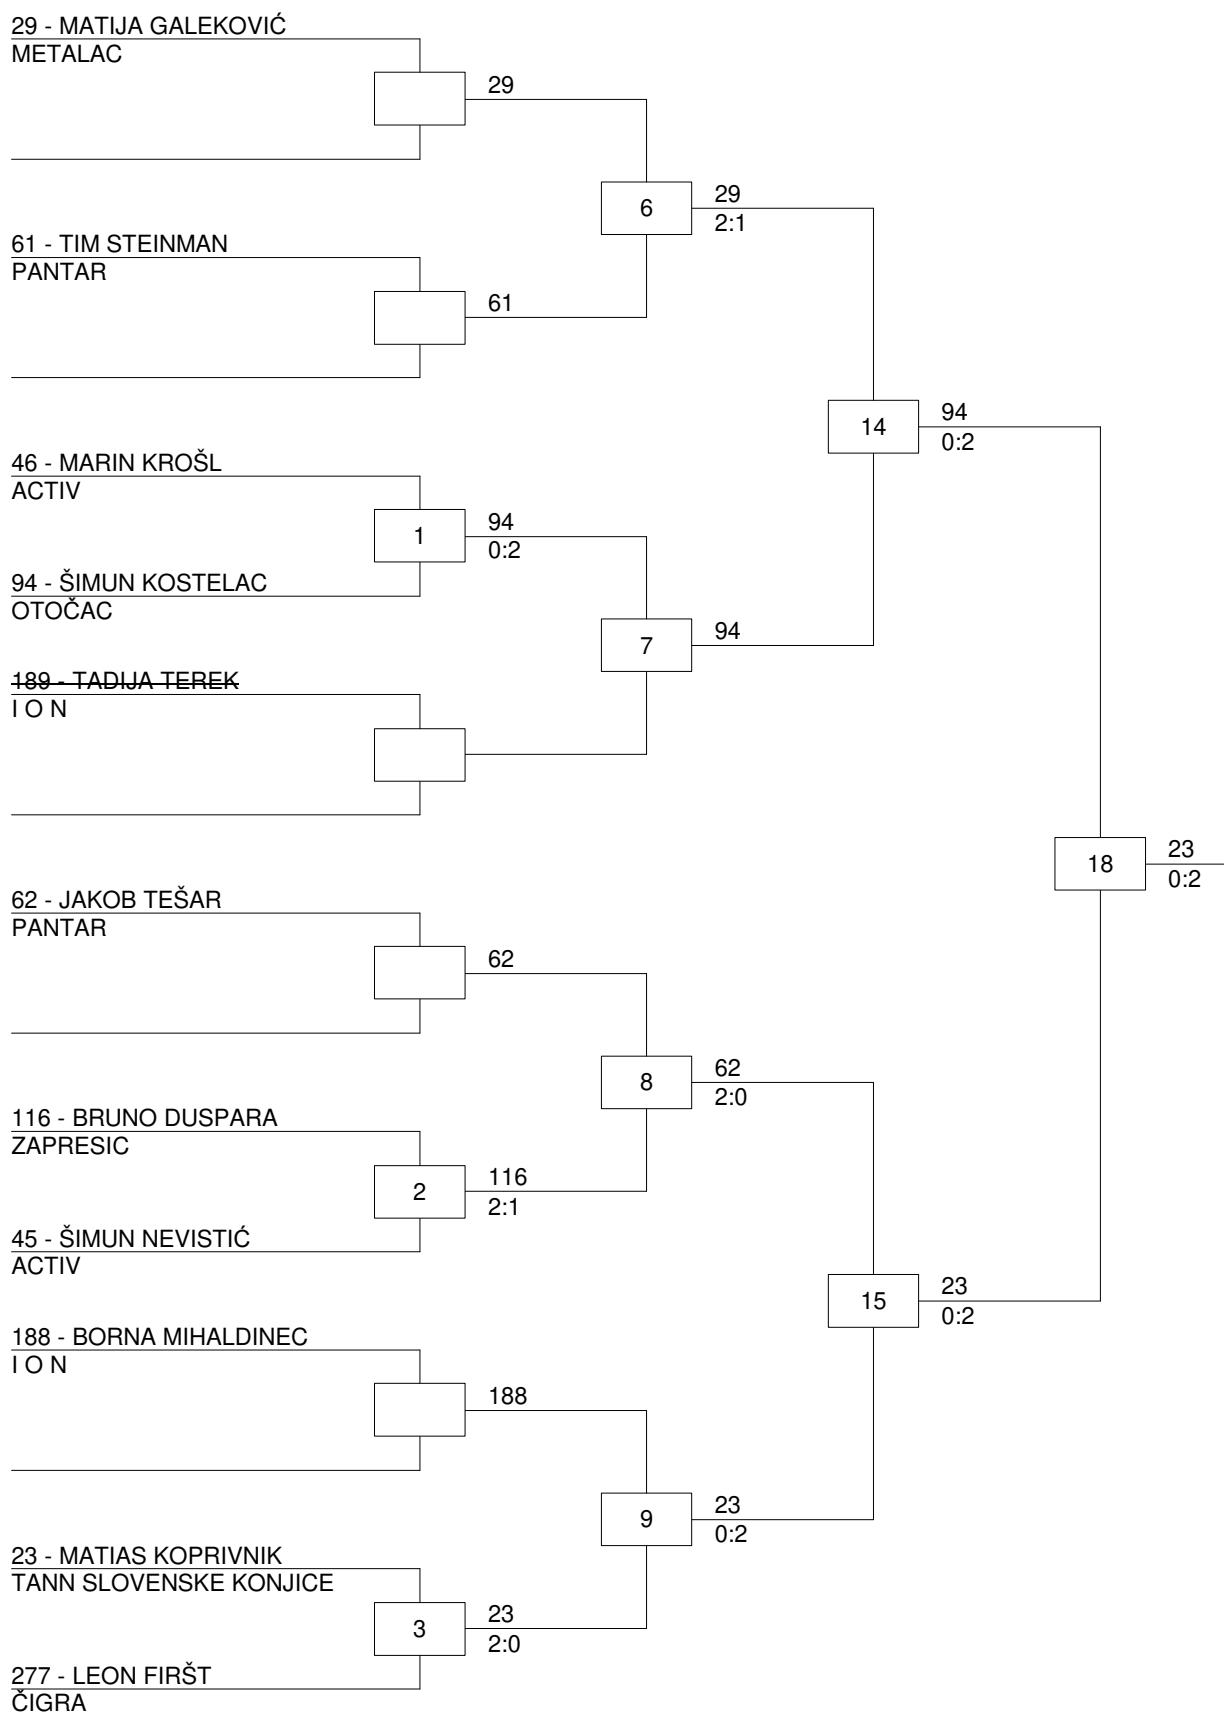 29 - MATIJA GALEKOVIĆ
METALAC
29
6
29
2:1
61 - TIM STEINMAN
PANTAR
61
14
94
0:2
46 - MARIN KROŠL
ACTIV
1
94
0:2
94 - ŠIMUN KOSTELAC
OTOČAC
7
94
189 - TADIJA TEREK
I O N
18
23
0:2
62 - JAKOB TEŠAR
PANTAR
62
8
62
2:0
116 - BRUNO DUSPARA
ZAPRESIC
2
116
2:1
45 - ŠIMUN NEVISTIĆ
ACTIV
15
23
0:2
188 - BORNA MIHALDINEC
I O N
188
9
23
0:2
23 - MATIAS KOPRIVNIK
TANN SLOVENSKE KONJICE
3
23
2:0
277 - LEON FIRŠT
ČIGRA